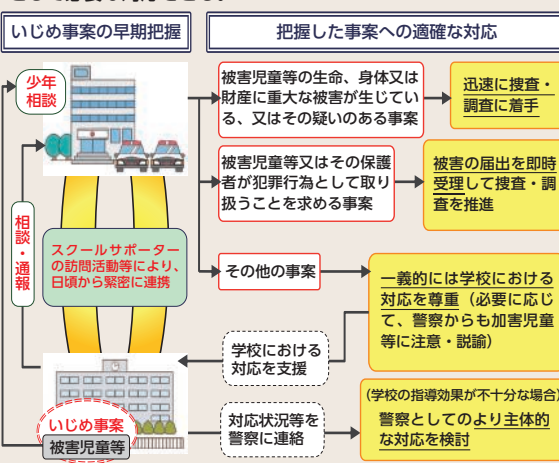 いじめ事案の早期把握
把握した事案への適確な対応
少年
相談
被害児童等の生命、身体又は
財産に重大な被害が生じてい
る、又はその疑いのある事案
迅速に捜査・
調査に着手
被害児童等又はその保護
者が犯罪行為として取り
扱うことを求める事案
被害の届出を即時
受理して捜査・調
査を推進
相談・通報
スクールサポーター
の訪問活動等により、
日頃から緊密に連携
その他の事案
一義的には学校における
対応を尊重（必要に応じ
て、警察からも加害児童
等に注意・説諭）
学校における
対応を支援
いじめ事案
被害児童等
対応状況等を
警察に連絡
(学校の指導効果が不十分な場合)
警察としてのより主体的
な対応を検討